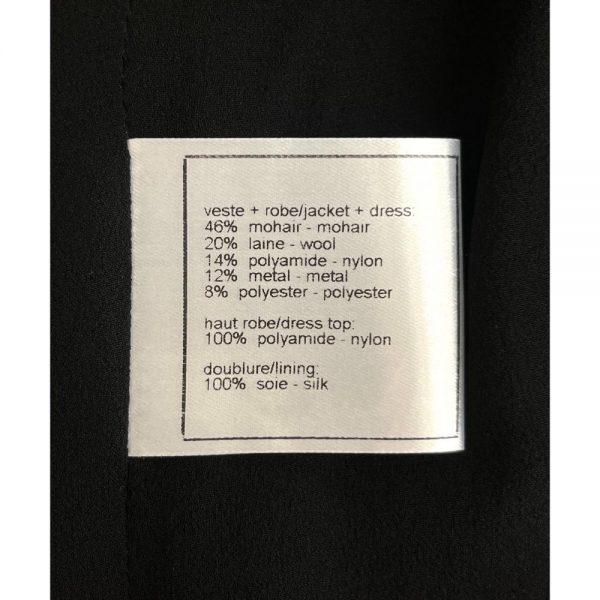 veste + robe/jacket + dress:
46% mohair - mohair
20% laine - wool
14% polyamide - nylon
12% metal - metal
8% polyester - polyester
haut robe/dress top:
100% polyamide - nylon
doublure/lining:
100% soie - silk